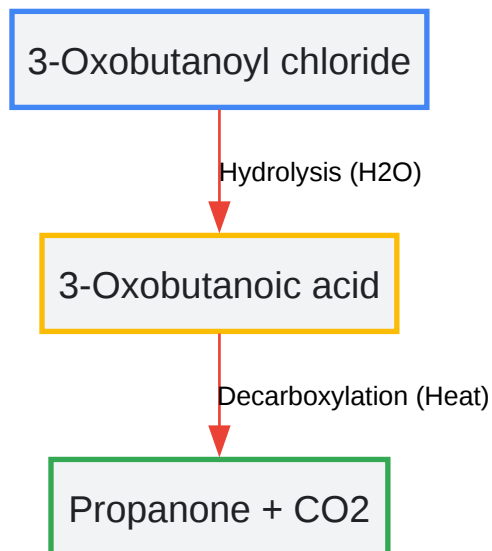 3-Oxobutanoyl chloride
Hydrolysis (H2O)
3-Oxobutanoic acid
Decarboxylation (Heat)
Propanone + CO2